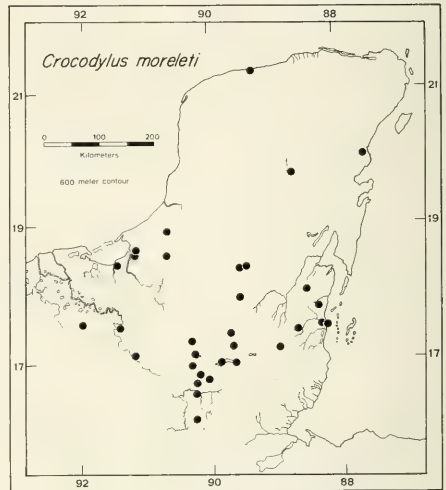 92 90 88
Crocodylus moreleti
21 21
0 100 200
Kilometers
600 meter contour
19 19
17 17
92 90 88